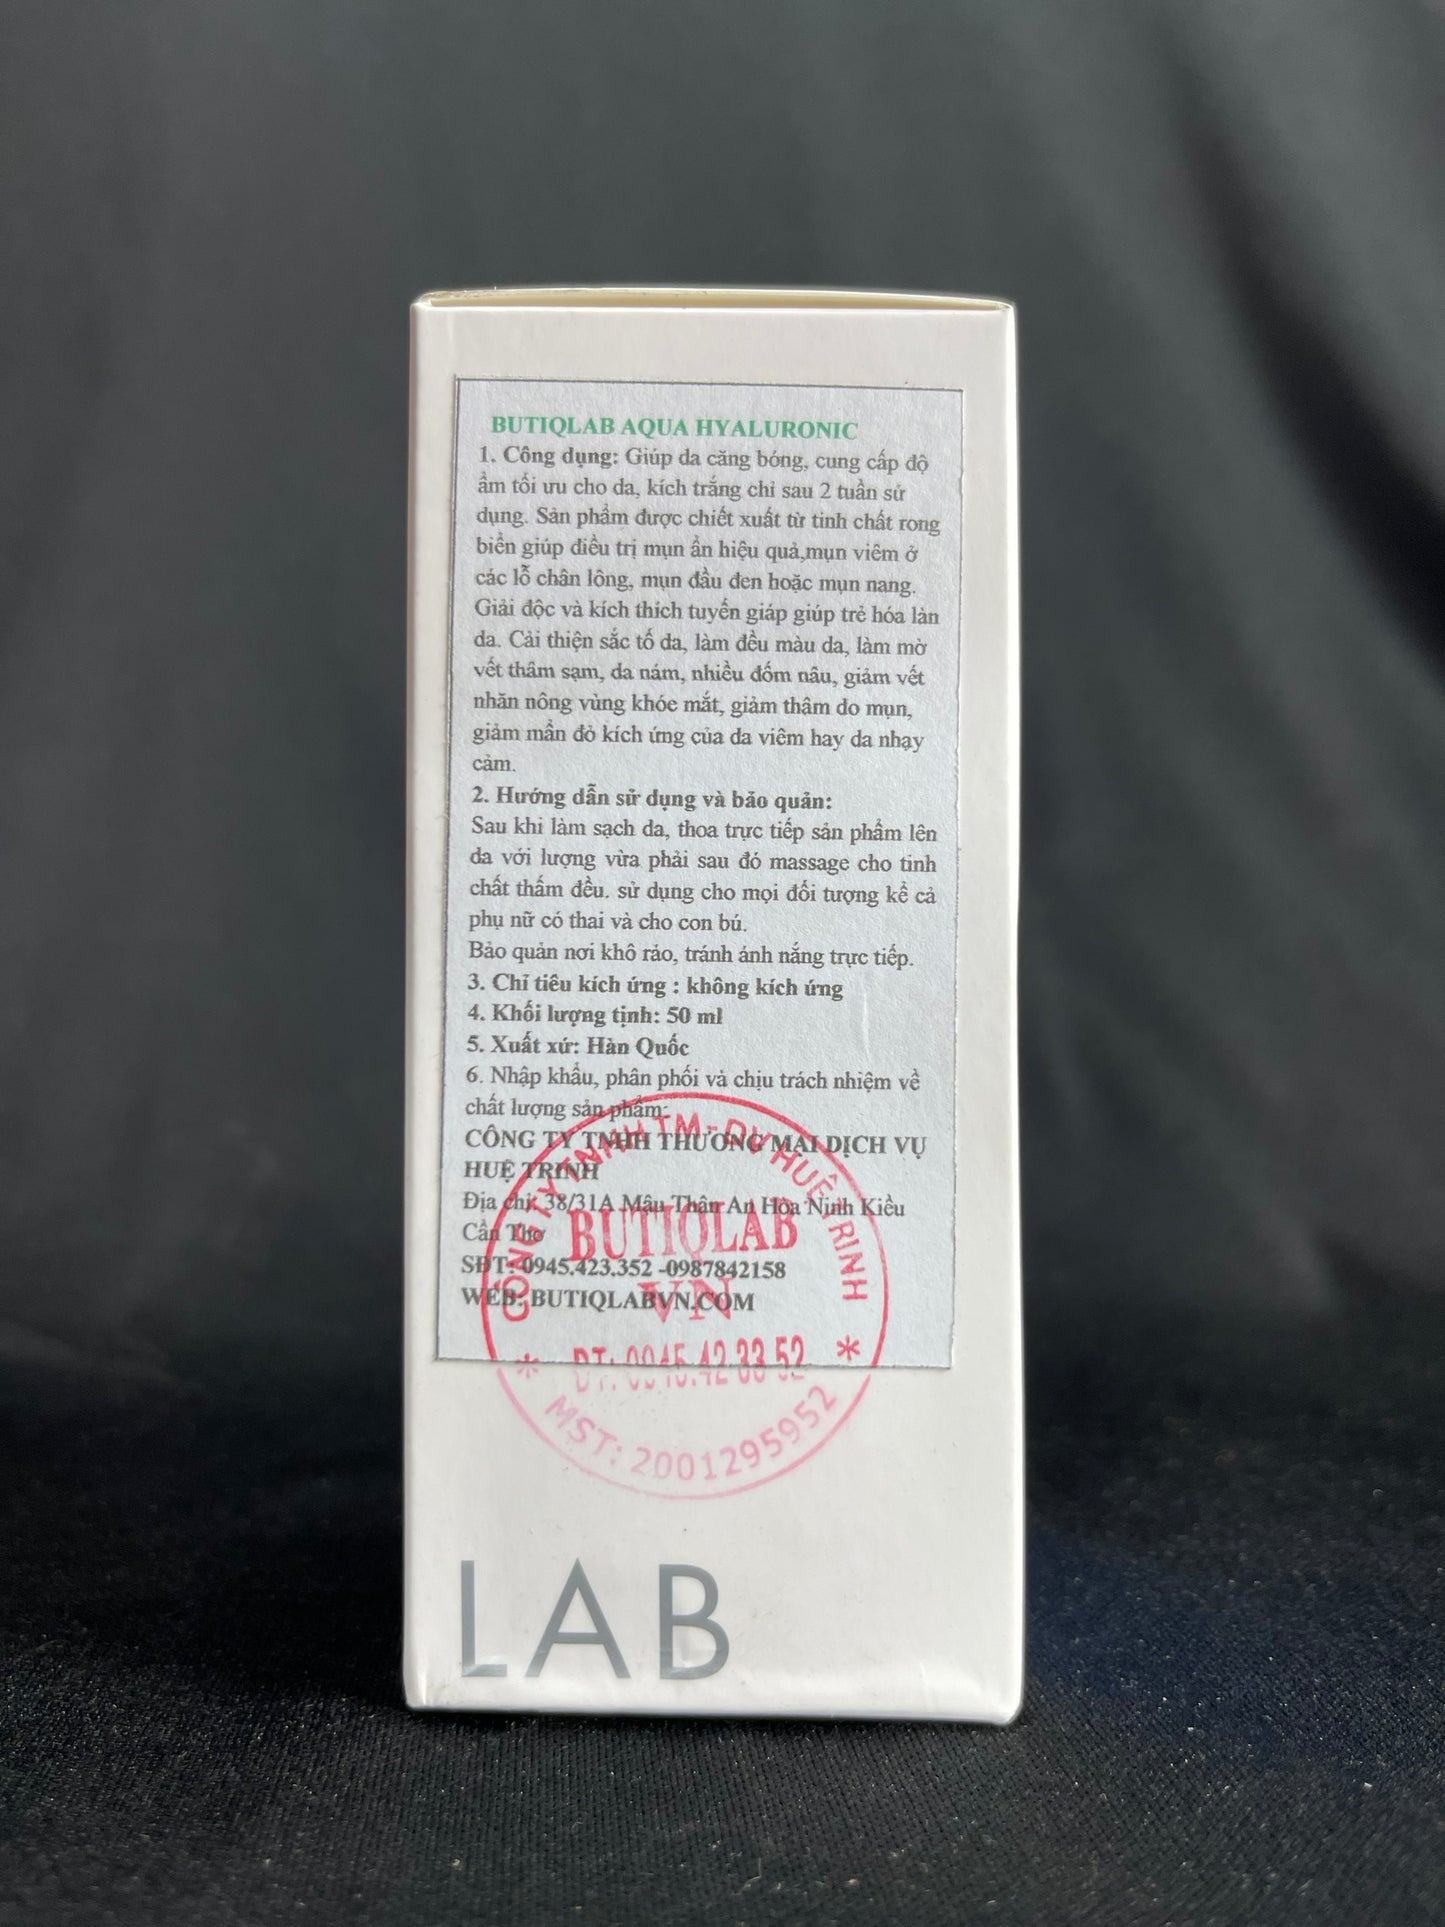 BUTIQLAB AQUA HYALURONIC
1. Công dụng: Giúp da căng bóng, cung cấp độ
ẩm tối ưu cho da, kích trắng chỉ sau 2 tuần sử
dụng. Sản phẩm được chiết xuất từ tinh chất rong
biển giúp điều trị mụn ẩn hiệu quả,mụn viêm ở
các lỗ chân lông, mụn đầu đen hoặc mụn nang.
Giải độc và kích thích tuyến giáp giúp trẻ hóa làn
da. Cải thiện sắc tố da, làm đều màu da, làm mờ
vết thâm sạm, da nám, nhiều đốm nâu, giảm vết
nhăn nông vùng khóe mắt, giảm thâm do mụn,
giảm mẩn đỏ kích ứng của da viêm hay da nhạy
cảm.
2. Hướng dẫn sử dụng và bảo quản:
Sau khi làm sạch da, thoa trực tiếp sản phẩm lên
da với lượng vừa phải sau đó massage cho tinh
chất thấm đều. sử dụng cho mọi đối tượng kể cả
phụ nữ có thai và cho con bú.
Bảo quản nơi khô ráo, tránh ánh nắng trực tiếp.
3. Chỉ tiêu kích ứng : không kích ứng
4. Khối lượng tịnh: 50 ml
5. Xuất xứ: Hàn Quốc
6. Nhập khẩu, phân phối và chịu trách nhiệm về
chất lượng sản phẩm:
CÔNG TY TNHH THƯƠNG MẠI DỊCH VỤ
HUỆ TRINH
Địa chỉ: 38/31A Mậu Thân An Hòa Ninh Kiều
Cần Thơ
SĐT: 0945.423.352 -0987842158
WEB: BUTIQLABVN.COM
CÔNG TY TNHH TM-DV HUỆ TRINH
BUTIQLAB
VN
ĐT: 0945.42 33 52
* MST: 2001295952 *
LAB